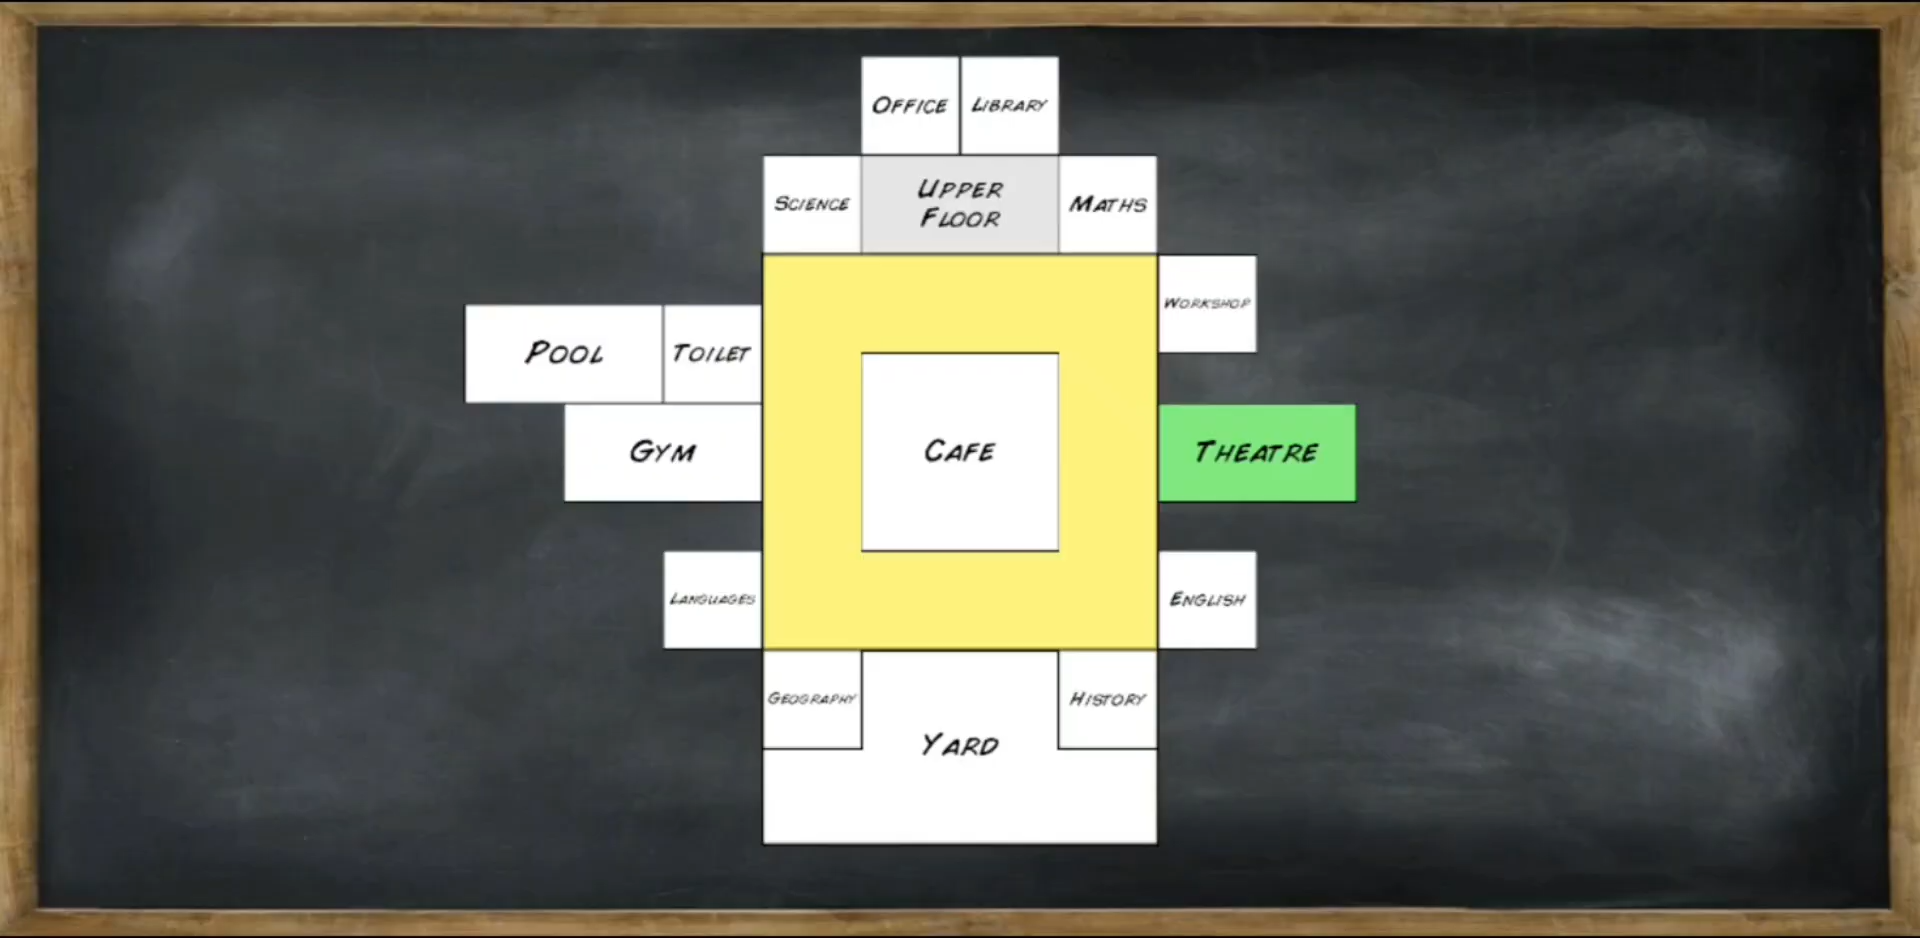 OFFICE
LIBRARY
SCIENCE
UPPER
FLOOR
MATHS
WORKSHOP
POOL
TOILET
GYM
CAFE
THEATRE
LANGUAGES
ENGLISH
GEOGRAPHY
HISTORY
YARD